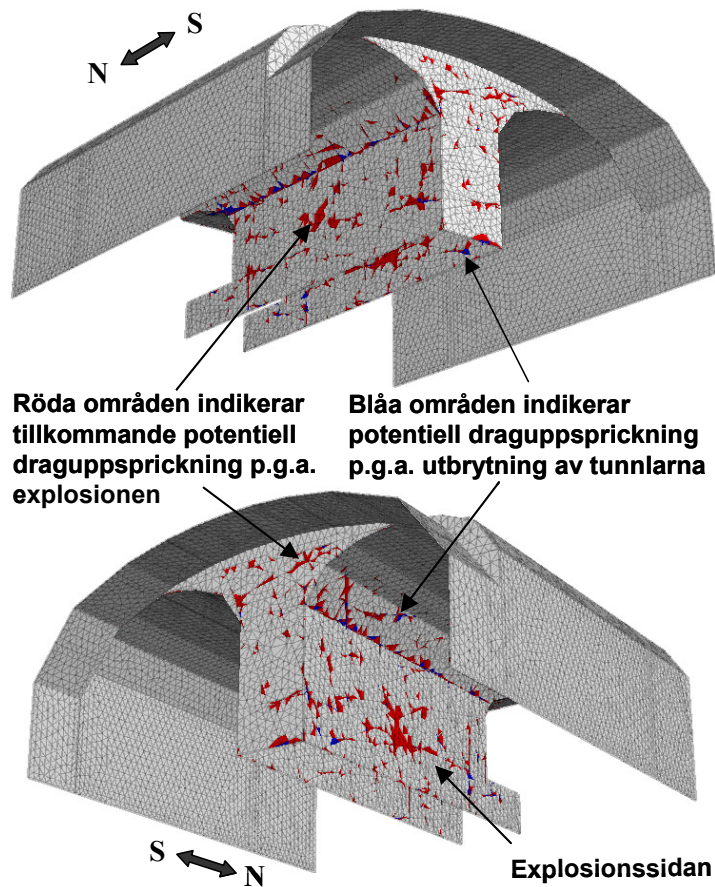 S
N
Röda områden indikerar
tillkommande potentiell
draguppsprickning p.g.a.
explosionen
Blåa områden indikerar
potentiell draguppsprickning
p.g.a. utbrytning av tunnlarna
S
N
Explosionssidan